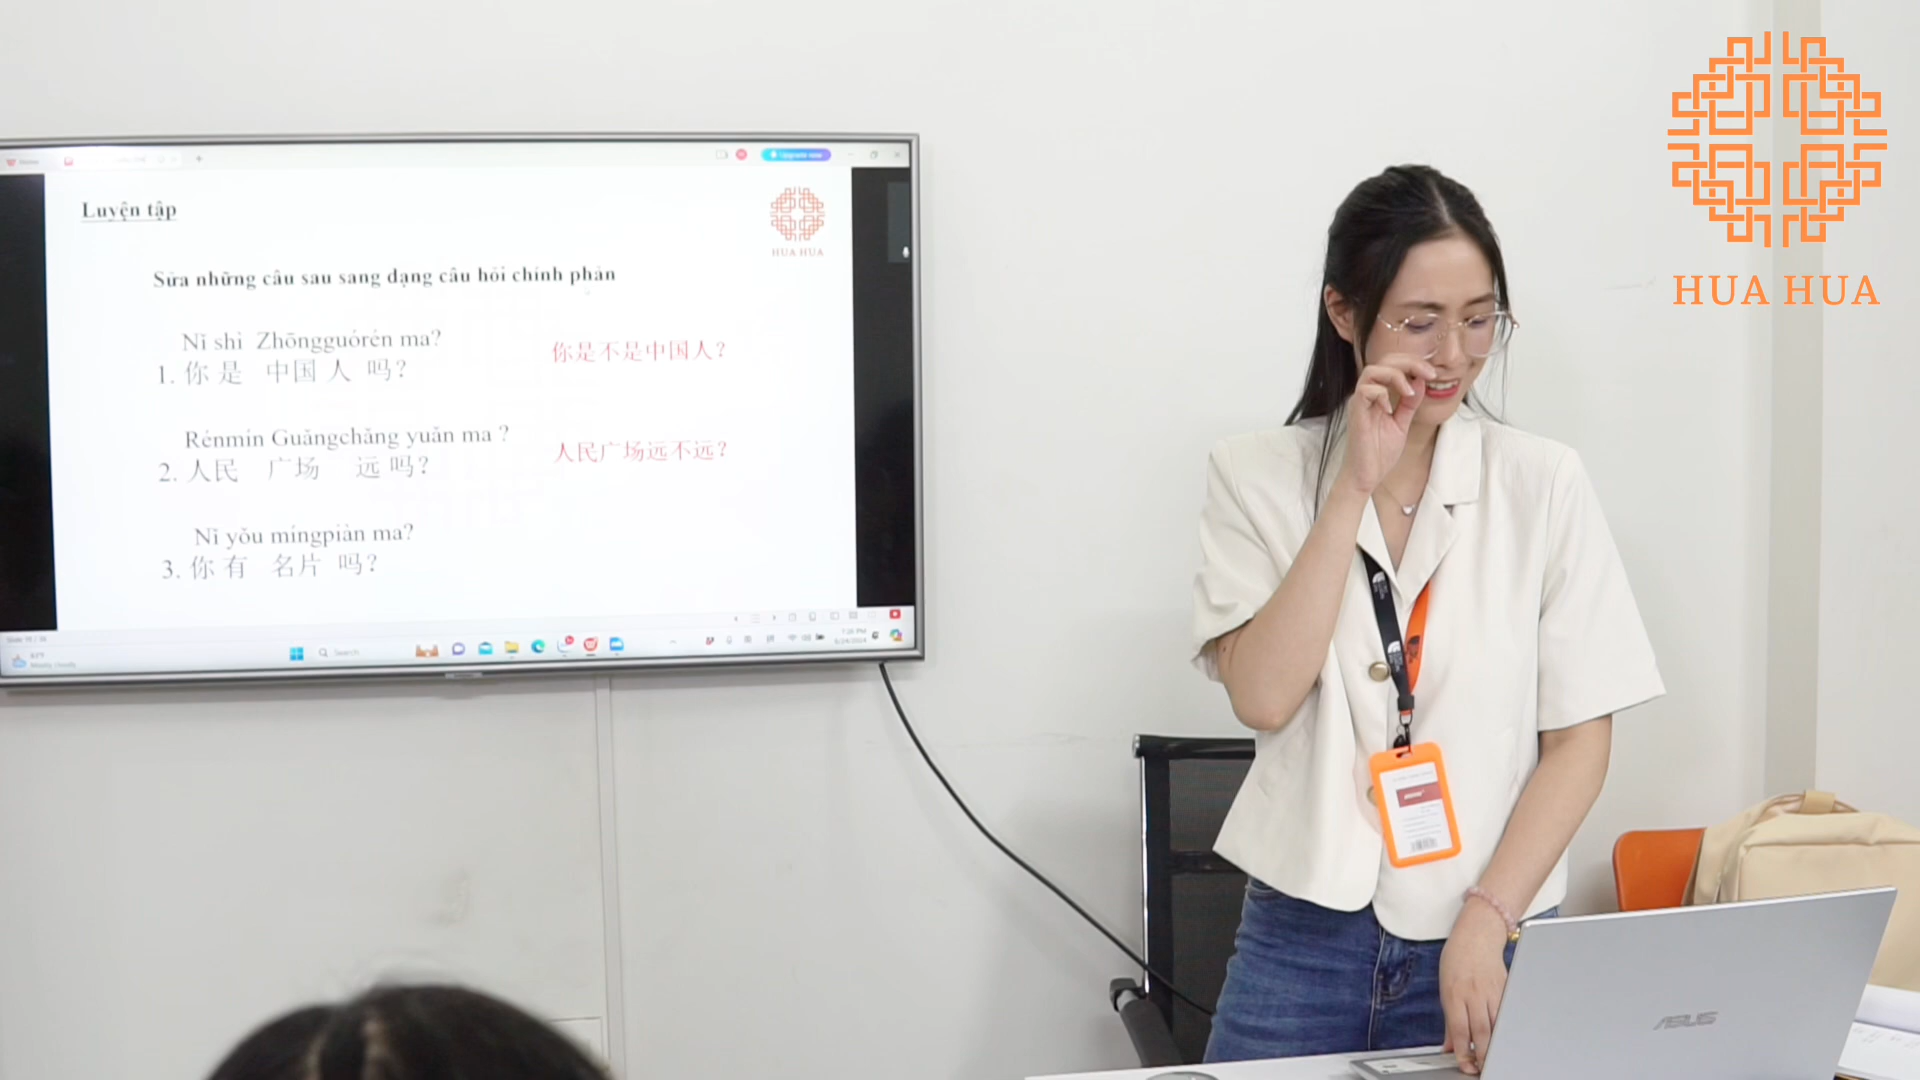 Luyện tập
HUA HUA
Sửa những câu sau sang dạng câu hỏi chính phản
Nǐ shì Zhōngguórén ma?
1. 你 是 中国 人 吗?
你是不是中国人?
Rénmín Guǎngchǎng yuǎn ma ?
2. 人民 广场 远 吗?
人民广场远不远?
Nǐ yǒu míngpiàn ma?
3. 你 有 名片 吗?
Search
HUA HUA
ASUS